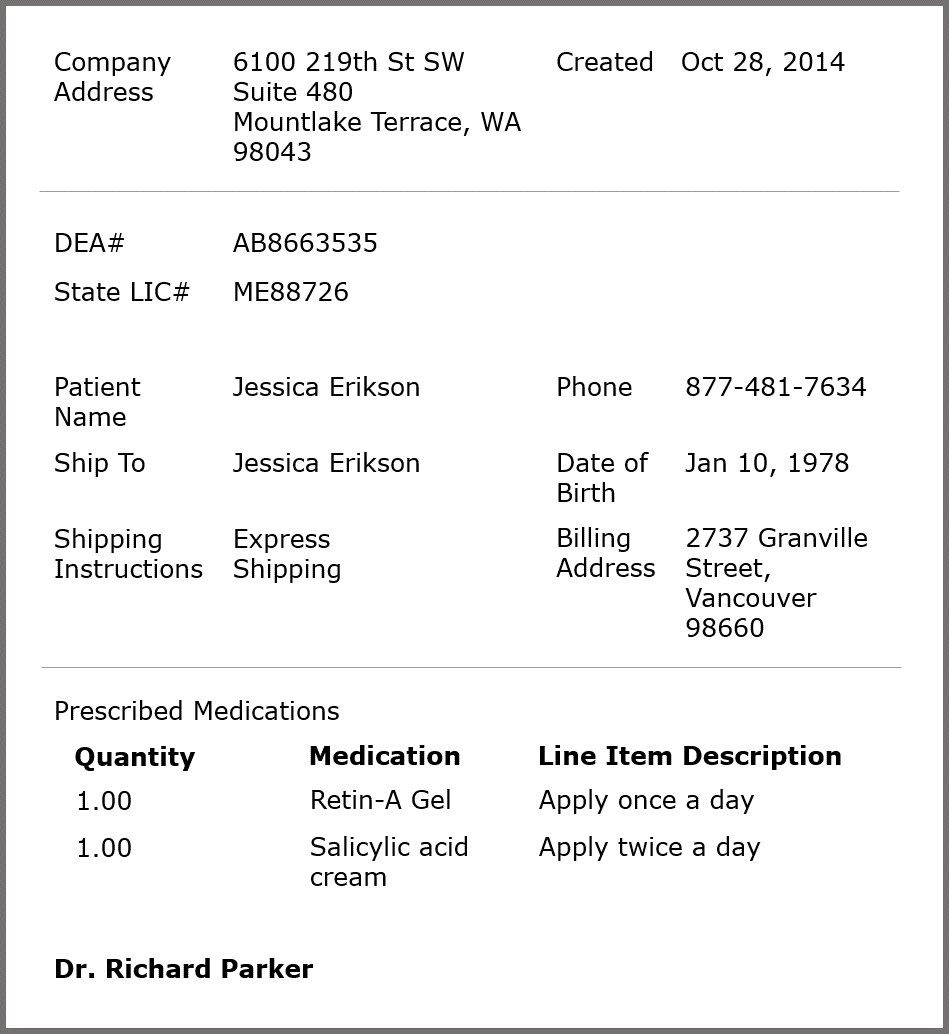 Company Address
6100 219th St SW
Suite 480
Mountlake Terrace, WA
98043
Created
Oct 28, 2014
DEA#
AB8663535
State LIC#
ME88726
Patient
Name
Jessica Erikson
Phone
877-481-7634
Ship To
Jessica Erikson
Date of
Birth
Jan 10, 1978
Shipping
Instructions
Express
Shipping
Billing
Address
2737 Granville
Street,
Vancouver
98660
Prescribed Medications
Quantity
Medication
Line Item Description
1.00
Retin-A Gel
Apply once a day
1.00
Salicylic acid
cream
Apply twice a day
Dr. Richard Parker